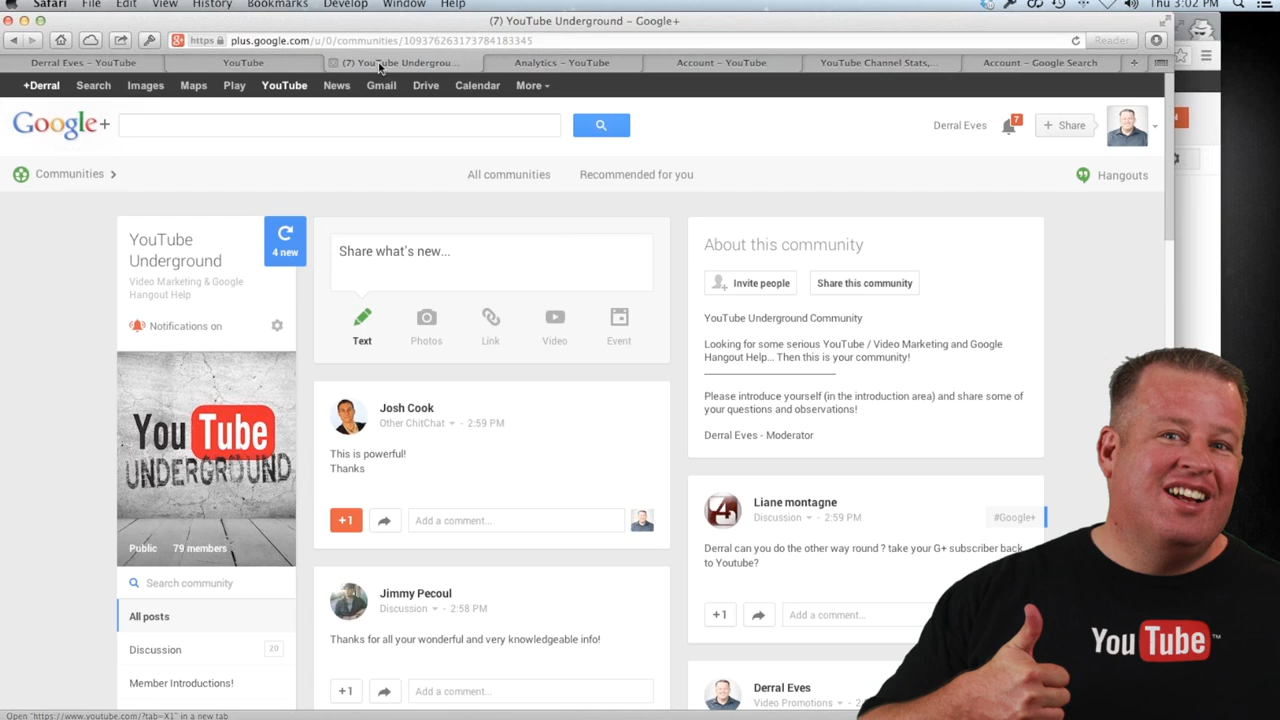 Safari File Edit View History Bookmarks Develop Window Help Thu 3:02 PM
(7) YouTube Underground - Google+
https plus.google.com/u/0/communities/109376263173784183345 Reader
Derral Eves – YouTube YouTube (7) YouTube Undergrou... Analytics – YouTube Account – YouTube YouTube Channel Stats,... Account – Google Search
+Derral Search Images Maps Play YouTube News Gmail Drive Calendar More
Google+ Derral Eves 7 + Share
Communities All communities Recommended for you Hangouts
YouTube
Underground
4 new
Video Marketing & Google
Hangout Help
Notifications on
You Tube
UNDERGROUND
Public 79 members
Search community
All posts
Discussion 20
Member Introductions!
Share what's new...
Text Photos Link Video Event
Josh Cook
Other ChitChat 2:59 PM
This is powerful!
Thanks
+1 Add a comment...
Jimmy Pecoul
Discussion 2:58 PM
Thanks for all your wonderful and very knowledgeable info!
+1 Add a comment...
About this community
Invite people Share this community
YouTube Underground Community
Looking for some serious YouTube / Video Marketing and Google
Hangout Help... Then this is your community!
Please introduce yourself (in the introduction area) and share some of
your questions and observations!
Derral Eves - Moderator
Liane montagne
Discussion 2:59 PM #Google+
Derral can you do the other way round ? take your G+ subscriber back
to Youtube?
+1 Add a comment...
Derral Eves
Video Promotions
You Tube ™
Open "https://www.youtube.com/?tab=X1" in a new tab